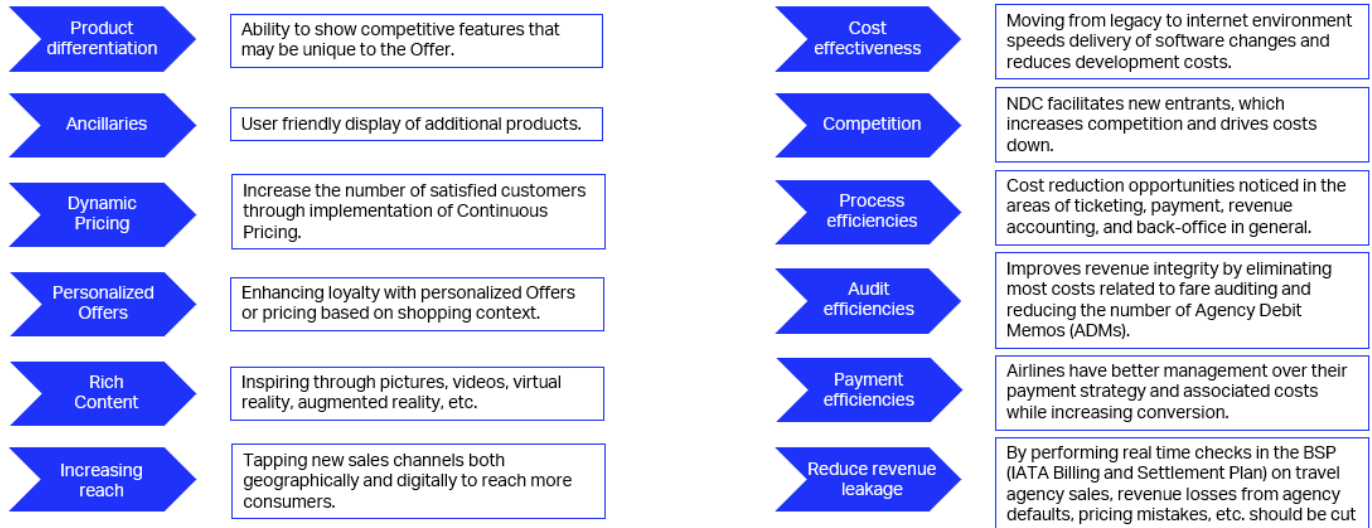 Product
differentiation
Ability to show competitive features that
may be unique to the Offer.
Ancillaries
User friendly display of additional products.
Dynamic
Pricing
Increase the number of satisfied customers
through implementation of Continuous
Pricing.
Personalized
Offers
Enhancing loyalty with personalized Offers
or pricing based on shopping context.
Rich
Content
Inspiring through pictures, videos, virtual
reality, augmented reality, etc.
Increasing
reach
Tapping new sales channels both
geographically and digitally to reach more
consumers.
Cost
effectiveness
Moving from legacy to internet environment
speeds delivery of software changes and
reduces development costs.
Competition
NDC facilitates new entrants, which
increases competition and drives costs
down.
Process
efficiencies
Cost reduction opportunities noticed in the
areas of ticketing, payment, revenue
accounting, and back-office in general.
Audit
efficiencies
Improves revenue integrity by eliminating
most costs related to fare auditing and
reducing the number of Agency Debit
Memos (ADMs).
Payment
efficiencies
Airlines have better management over their
payment strategy and associated costs
while increasing conversion.
Reduce revenue
leakage
By performing real time checks in the BSP
(IATA Billing and Settlement Plan) on travel
agency sales, revenue losses from agency
defaults, pricing mistakes, etc. should be cut